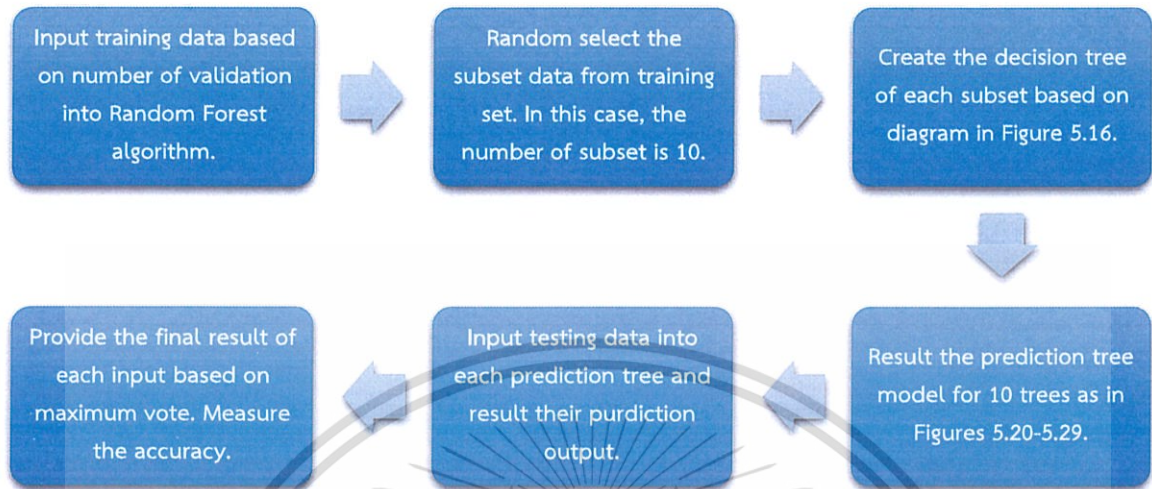 Input training data based
on number of validation
into Random Forest
algorithm.
Random select the
subset data from training
set. In this case, the
number of subset is 10.
Create the decision tree
of each subset based on
diagram in Figure 5.16.
Result the prediction tree
model for 10 trees as in
Figures 5.20-5.29.
Input testing data into
each prediction tree and
result their purdiction
output.
Provide the final result of
each input based on
maximum vote. Measure
the accuracy.